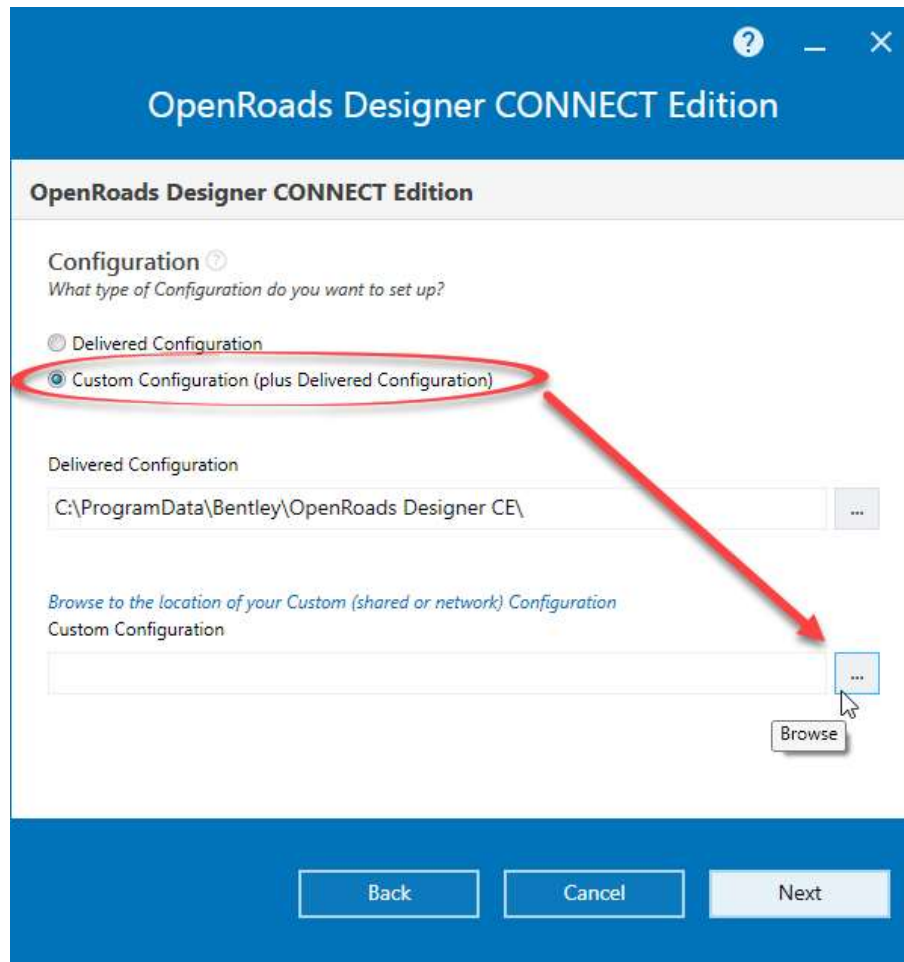 ?
OpenRoads Designer CONNECT Edition
OpenRoads Designer CONNECT Edition
Configuration ?
What type of Configuration do you want to set up?
Delivered Configuration
Custom Configuration (plus Delivered Configuration)
Delivered Configuration
C:\ProgramData\Bentley\OpenRoads Designer CE\
...
Browse to the location of your Custom (shared or network) Configuration
Custom Configuration
...
Browse
Back Cancel Next